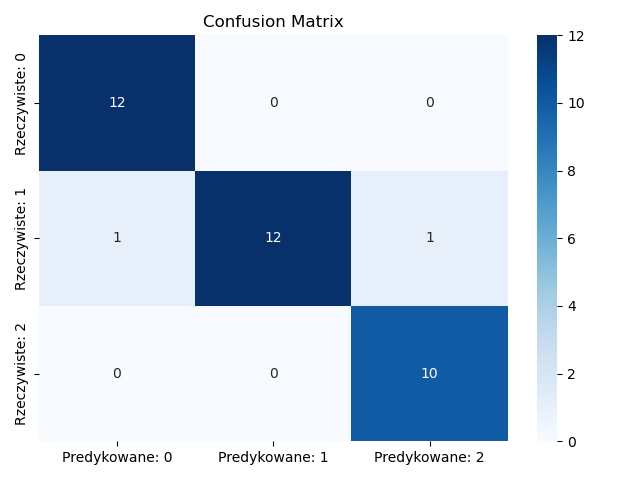 Confusion Matrix
Rzeczywiste: 0
12 0 0
Rzeczywiste: 1
1 12 1
Rzeczywiste: 2
0 0 10
Predykowane: 0 Predykowane: 1 Predykowane: 2
12
10
8
6
4
2
0